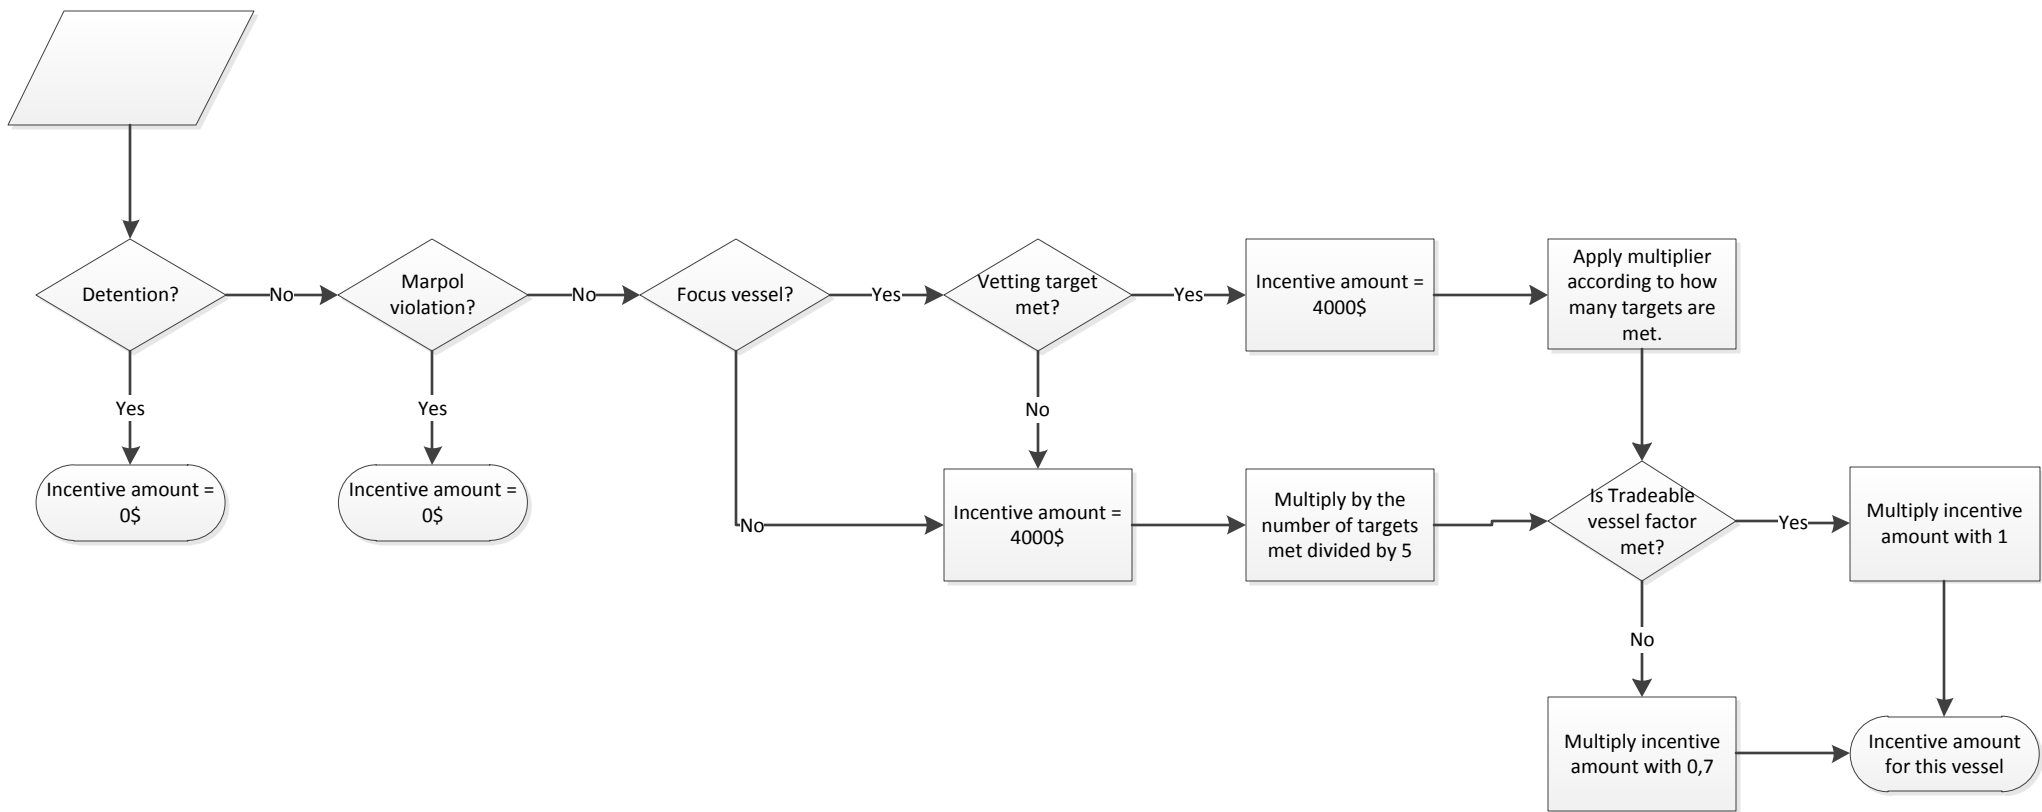 Detention?
No
Marpol
violation?
No
Focus vessel?
Yes
Vetting target
met?
Yes
Incentive amount =
4000$
Apply multiplier
according to how
many targets are
met.
Yes
Yes
No
Incentive amount =
0$
Incentive amount =
0$
No
Incentive amount =
4000$
Multiply by the
number of targets
met divided by 5
Is Tradeable
vessel factor
met?
Yes
Multiply incentive
amount with 1
No
Multiply incentive
amount with 0,7
Incentive amount
for this vessel